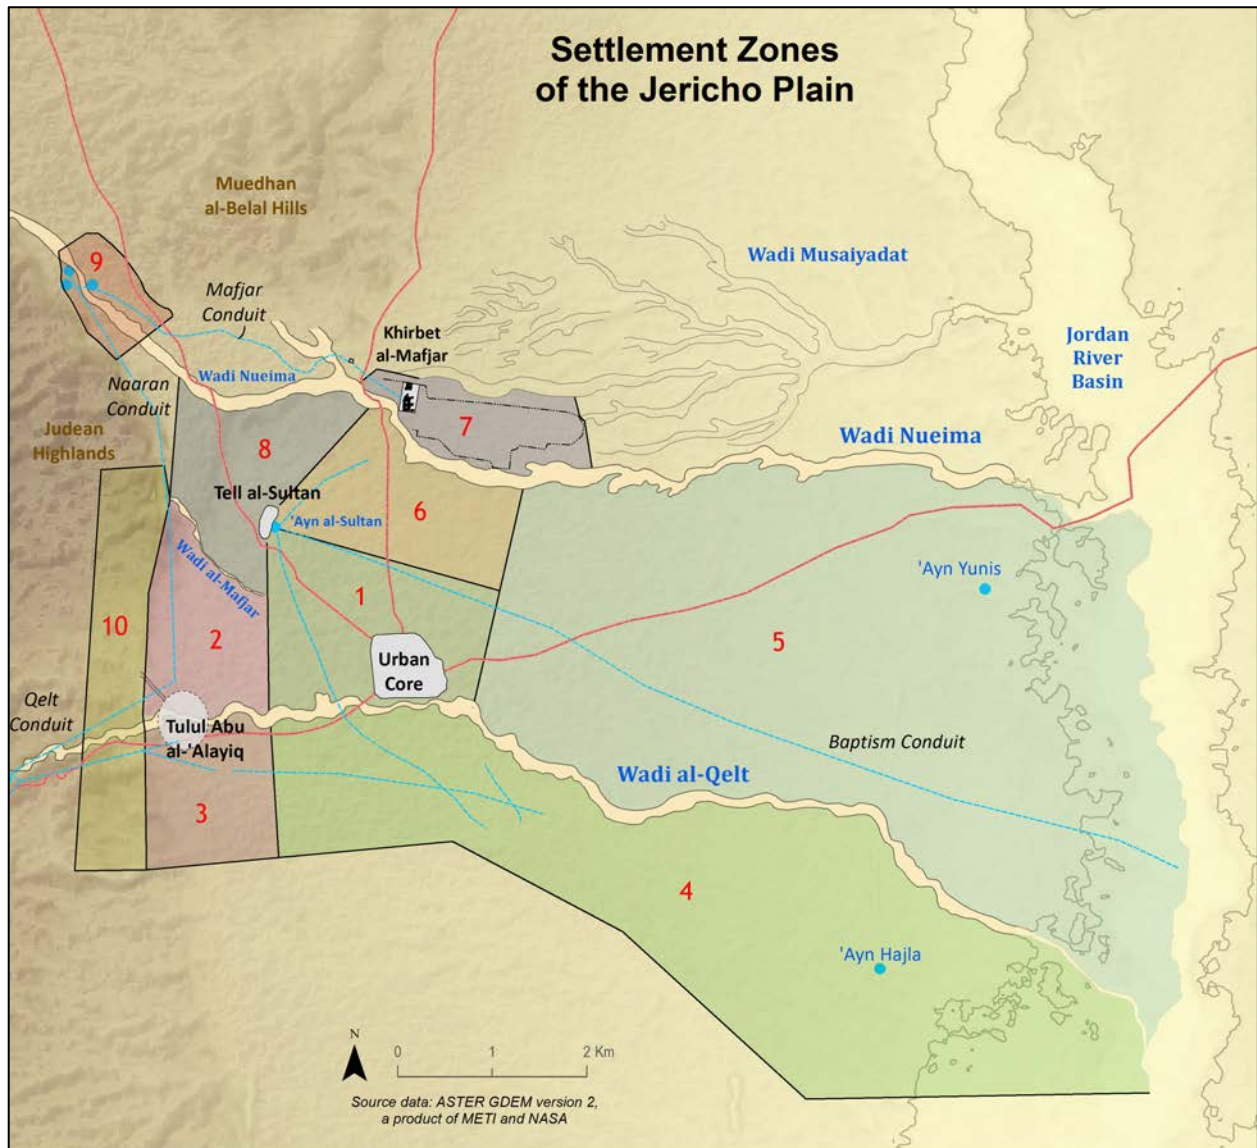 Settlement Zones
of the Jericho Plain
Muedhan
al-Belal Hills
9
Wadi Musaiyadat
Mafjar
Conduit
Khirbet
al-Mafjar
Jordan
River
Basin
Wadi Nueima
Naaran
Conduit
7
Wadi Nueima
Judean
Highlands
8
Tell al-Sultan
6
'Ayn al-Sultan
Wadi al-Mafjar
'Ayn Yunis
1
10
2
5
Urban
Core
Qelt
Conduit
Tulul Abu
al-'Alayiq
Baptism Conduit
Wadi al-Qelt
3
4
'Ayn Hajla
N
0 1 2 Km
Source data: ASTER GDEM version 2,
a product of METI and NASA